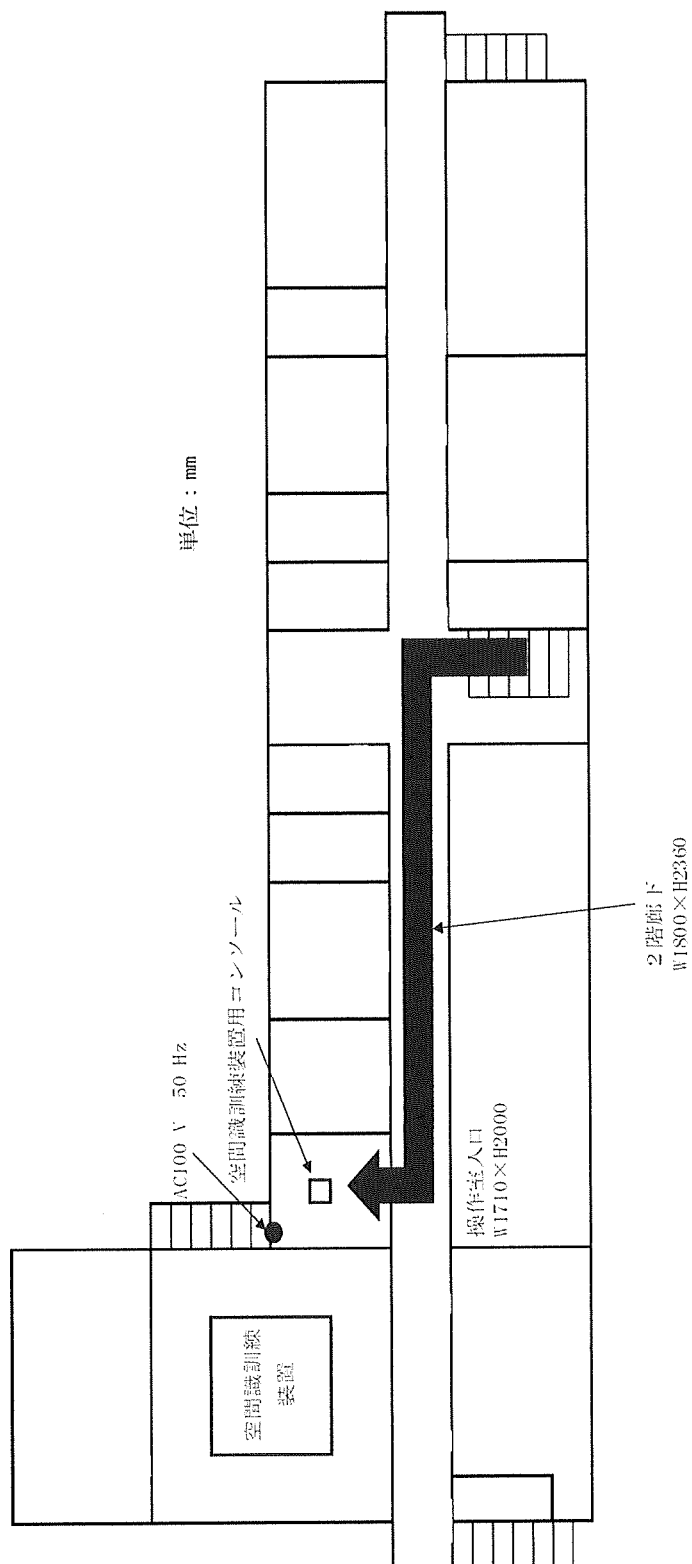 単位：mm
AC100 V 50 Hz
空間識訓練装置用コンソール
空間識訓練
装置
操作室入口
W1710×H2000
2階廊下
W1800×H2360